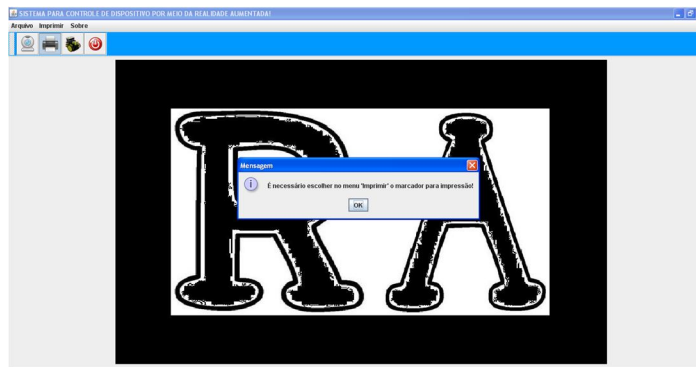 SISTEMA PARA CONTROLE DE DISPOSITIVO POR MEIO DA REALIDADE ALIMENTADA!
Arquivo Imprimir Sobre
RA
Mensagem
É necessário escolher no menu 'Imprimir' o marcador para impressão!
OK